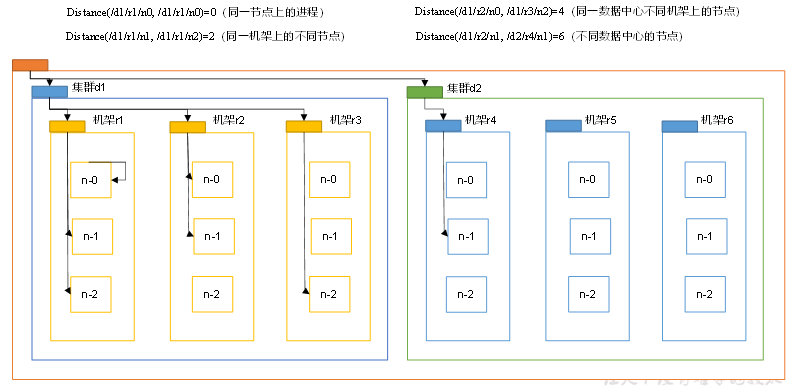 Distance(/d1/r1/n0, /d1/r1/n0)=0 (同一节点上的进程)
Distance(/d1/r2/n0, /d1/r3/n2)=4 (同一数据中心不同机架上的节点)
Distance(/d1/r1/n1, /d1/r1/n2)=2 (同一机架上的不同节点)
Distance(/d1/r2/n1, /d2/r4/n1)=6 (不同数据中心的节点)
集群d1
集群d2
机架r1
机架r2
机架r3
机架r4
机架r5
机架r6
n-0
n-0
n-0
n-0
n-0
n-0
n-1
n-1
n-1
n-1
n-1
n-1
n-2
n-2
n-2
n-2
n-2
n-2